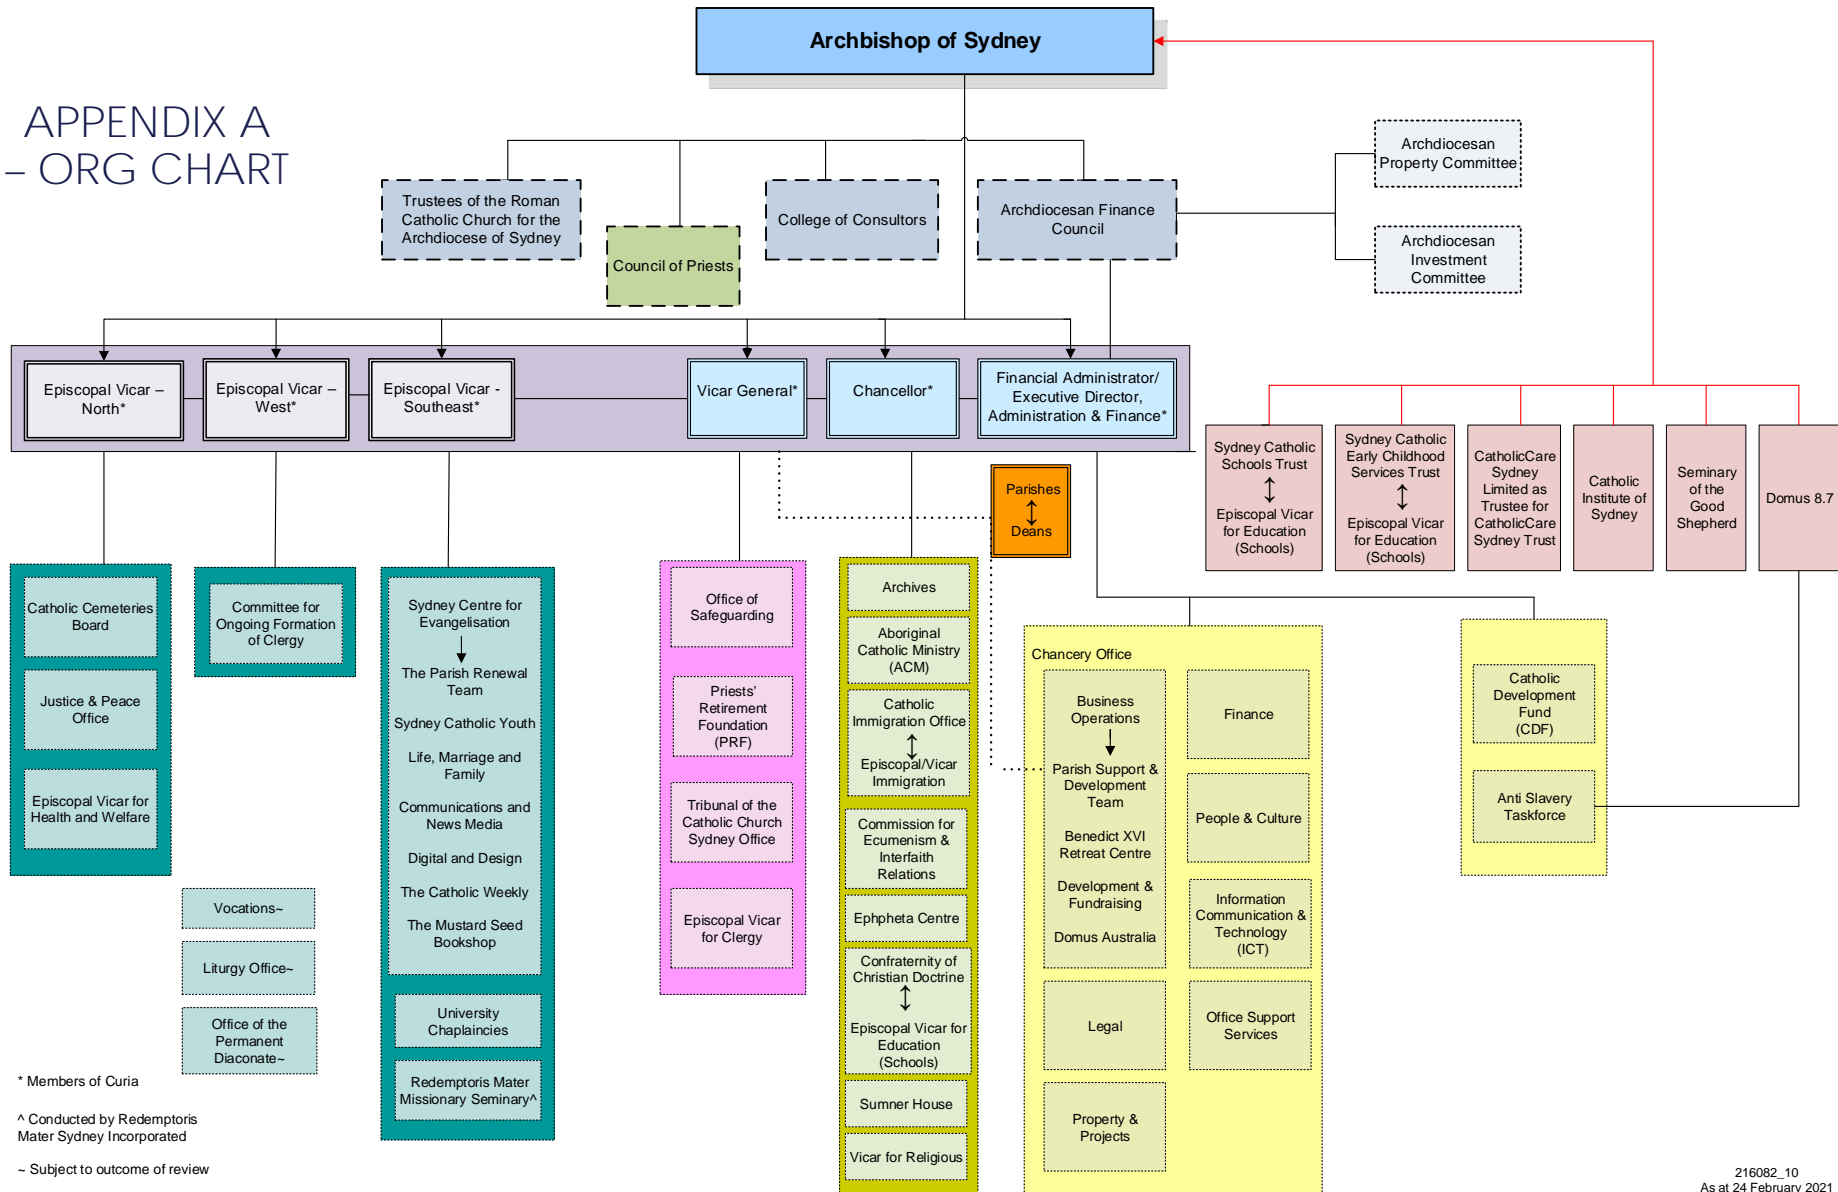 Archbishop of Sydney
APPENDIX A
– ORG CHART
Trustees of the Roman
Catholic Church for the
Archdiocese of Sydney
Council of Priests
College of Consultors
Archdiocesan Finance
Council
Archdiocesan
Property Committee
Archdiocesan
Investment
Committee
Episcopal Vicar –
North*
Episcopal Vicar –
West*
Episcopal Vicar -
Southeast*
Vicar General*
Chancellor*
Financial Administrator/
Executive Director,
Administration & Finance*
Parishes
Deans
Sydney Catholic
Schools Trust
Episcopal Vicar
for Education
(Schools)
Sydney Catholic
Early Childhood
Services Trust
Episcopal Vicar
for Education
(Schools)
CatholicCare
Sydney
Limited as
Trustee for
CatholicCare
Sydney Trust
Catholic
Institute of
Sydney
Seminary
of the
Good
Shepherd
Domus 8.7
Catholic Cemeteries
Board
Justice & Peace
Office
Episcopal Vicar for
Health and Welfare
Committee for
Ongoing Formation
of Clergy
Vocations~
Liturgy Office~
Office of the
Permanent
Diaconate~
Sydney Centre for
Evangelisation
The Parish Renewal
Team
Sydney Catholic Youth
Life, Marriage and
Family
Communications and
News Media
Digital and Design
The Catholic Weekly
The Mustard Seed
Bookshop
University
Chaplaincies
Redemptoris Mater
Missionary Seminary^
Office of
Safeguarding
Priests'
Retirement
Foundation
(PRF)
Tribunal of the
Catholic Church
Sydney Office
Episcopal Vicar
for Clergy
Archives
Aboriginal
Catholic Ministry
(ACM)
Catholic
Immigration Office
Episcopal/Vicar
Immigration
Commission for
Ecumenism &
Interfaith
Relations
Ephpheta Centre
Confraternity of
Christian Doctrine
Episcopal Vicar for
Education
(Schools)
Sumner House
Vicar for Religious
Chancery Office
Business
Operations
Parish Support &
Development
Team
Benedict XVI
Retreat Centre
Development &
Fundraising
Domus Australia
Legal
Property &
Projects
Finance
People & Culture
Information
Communication &
Technology
(ICT)
Office Support
Services
Catholic
Development
Fund
(CDF)
Anti Slavery
Taskforce
* Members of Curia
^ Conducted by Redemptoris
Mater Sydney Incorporated
~ Subject to outcome of review
216082_10
As at 24 February 2021